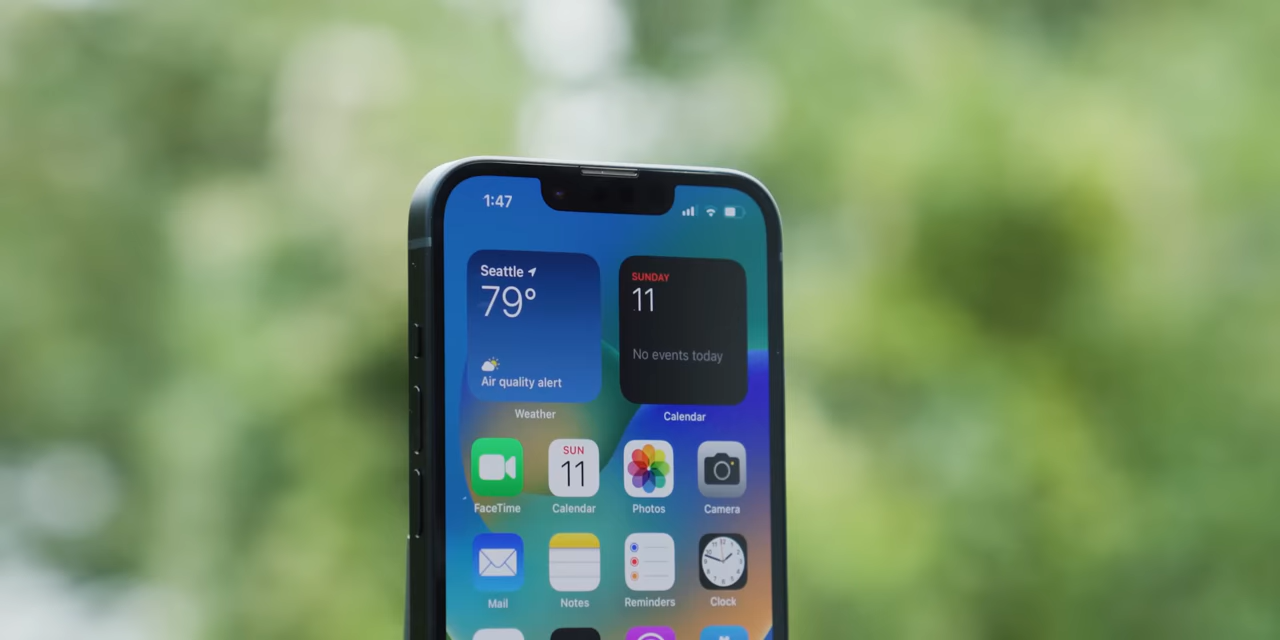 1:47
Seattle
79°
Air quality alert
Weather
SUNDAY
11
No events today
Calendar
FaceTime
SUN
11
Calendar
Photos
Camera
Mail
Notes
Reminders
Clock